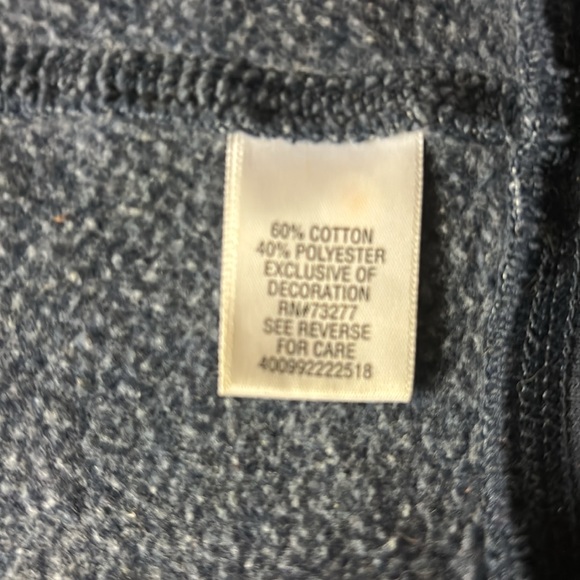 60% COTTON
40% POLYESTER
EXCLUSIVE OF
DECORATION
RN#73277
SEE REVERSE
FOR CARE
400992222518